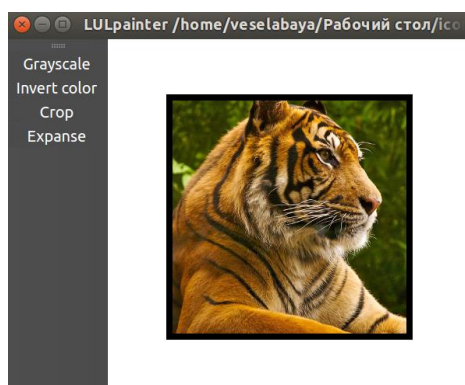 LULpainter /home/veselabaya/Рабочий стол/ico
Grayscale
Invert color
Crop
Expanse